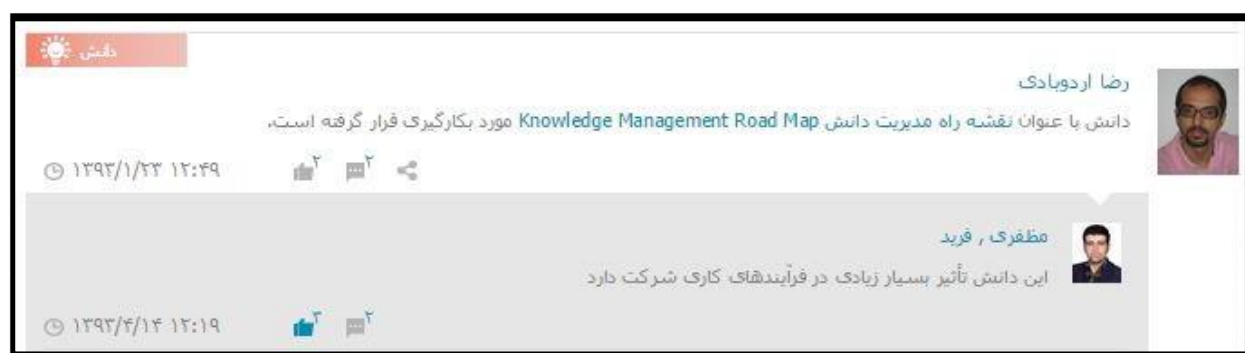 دانش
رضا اردوبادی
دانش با عنوان نقشه راه مدیریت دانش Knowledge Management Road Map مورد بکارگیری قرار گرفته است.
۲ ۲ ۱۳۹۳/۱/۲۳ ۱۲:۴۹
مظفری , فرید
این دانش تأثیر بسیار زیادی در فرآیندهای کاری شرکت دارد
۲ ۳ ۱۳۹۳/۴/۱۴ ۱۲:۱۹